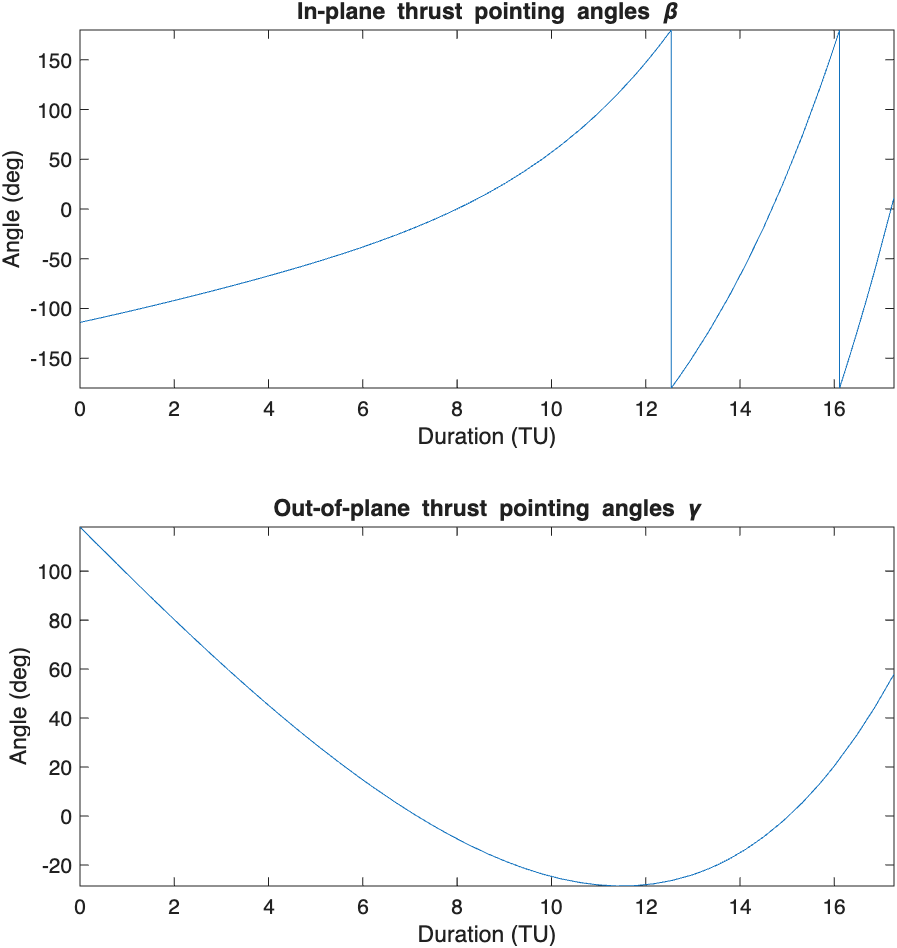 In-plane thrust pointing angles β
150
100
50
0
-50
-100
-150
Angle (deg)
0 2 4 6 8 10 12 14 16
Duration (TU)
Out-of-plane thrust pointing angles γ
100
80
60
40
20
0
-20
Angle (deg)
0 2 4 6 8 10 12 14 16
Duration (TU)